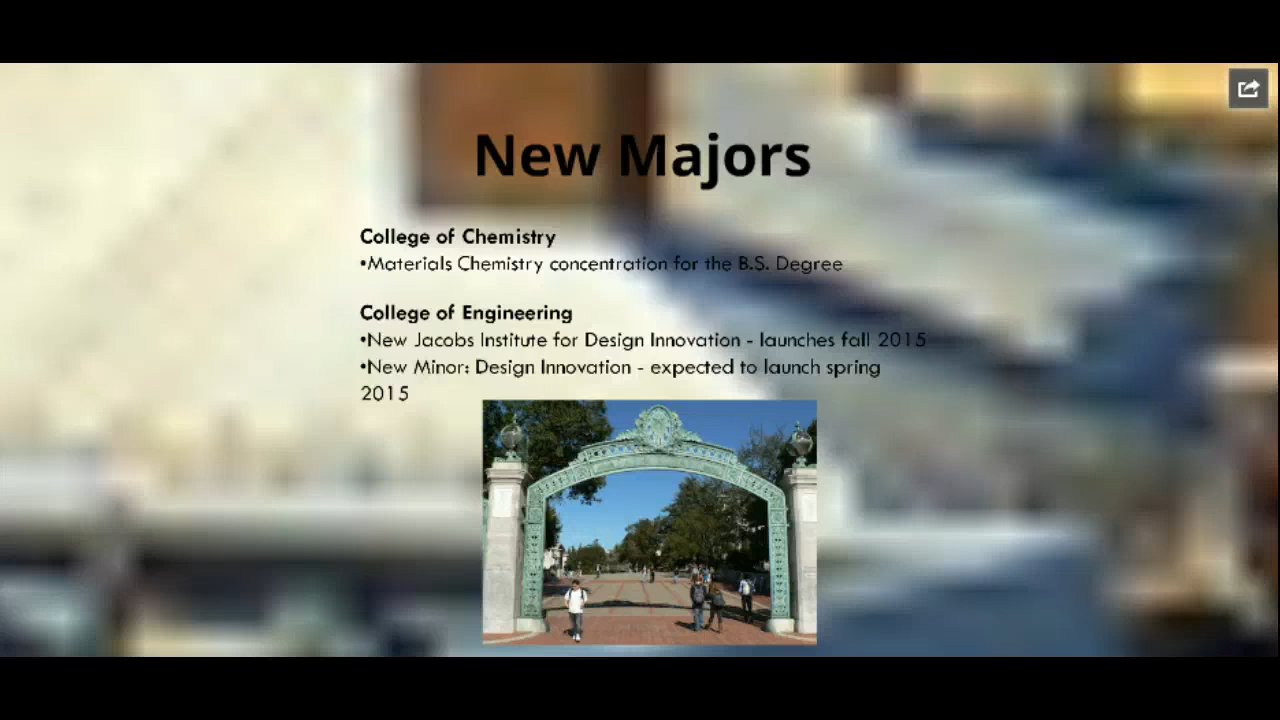 New Majors
College of Chemistry
•Materials Chemistry concentration for the B.S. Degree
College of Engineering
•New Jacobs Institute for Design Innovation - launches fall 2015
•New Minor: Design Innovation - expected to launch spring
2015